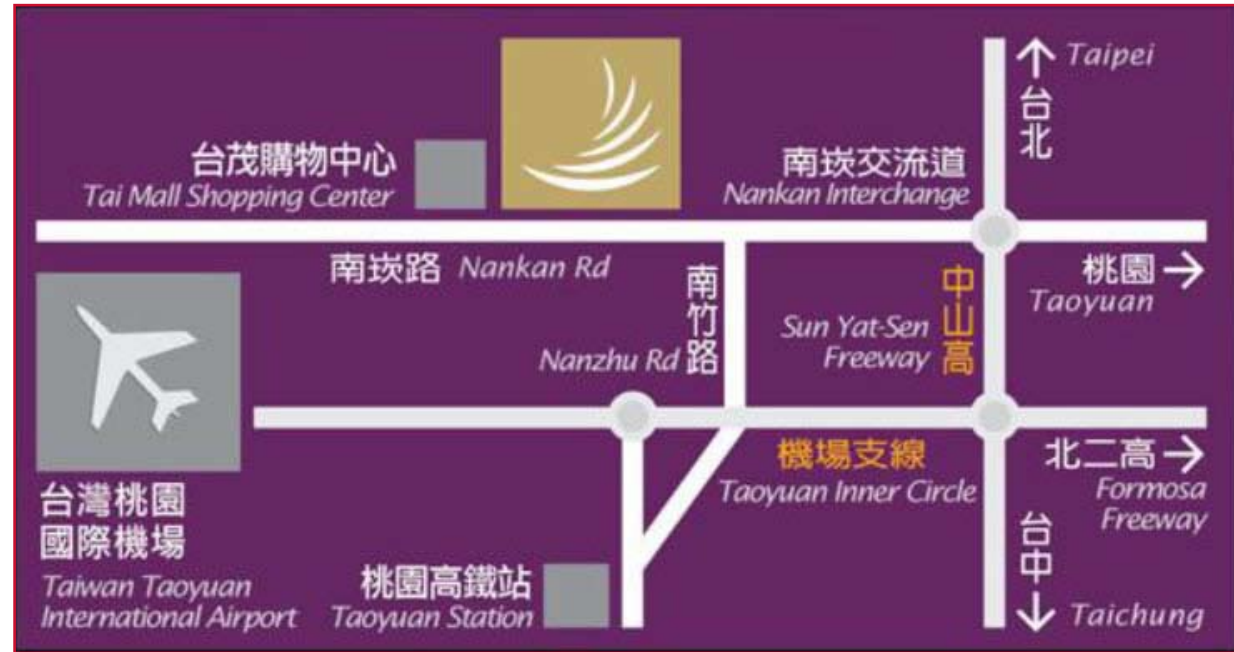 Taipei
台北
台茂購物中心
Tai Mall Shopping Center
南崁交流道
Nankan Interchange
南崁路 Nankan Rd
桃園
Taoyuan
南竹路
Nanzhu Rd
中山高
Sun Yat-Sen
Freeway
機場支線
Taoyuan Inner Circle
北二高
Formosa
Freeway
台灣桃園
國際機場
Taiwan Taoyuan
International Airport
桃園高鐵站
Taoyuan Station
台中
Taichung